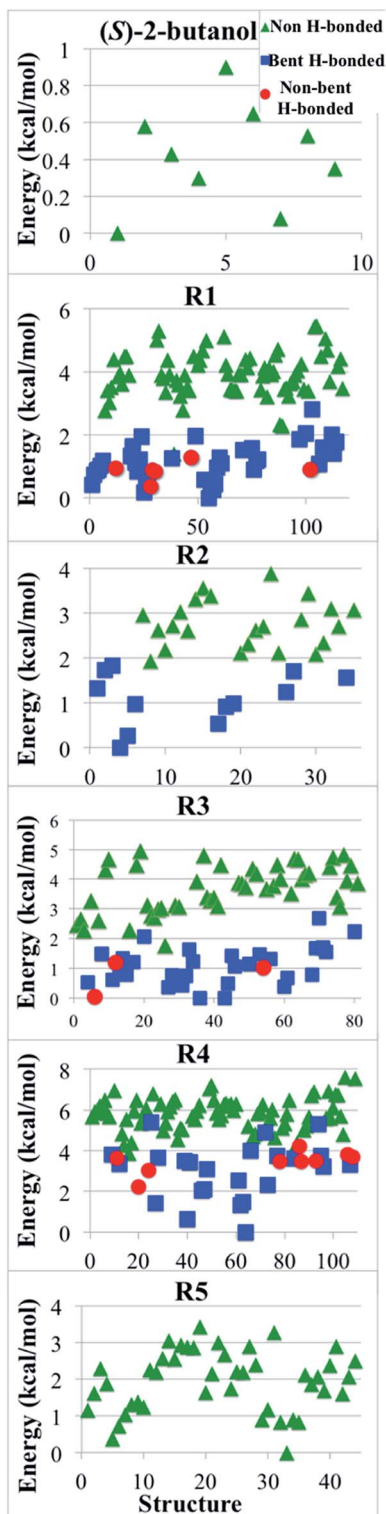 (S)-2-butanol
Non H-bonded
Bent H-bonded
Non-bent
H-bonded
Energy (kcal/mol)
1
0.8
0.6
0.4
0.2
0
0 5 10
R1
Energy (kcal/mol)
6
4
2
0
0 50 100
R2
Energy (kcal/mol)
4
3
2
1
0
0 10 20 30
R3
Energy (kcal/mol)
6
5
4
3
2
1
0
0 20 40 60 80
R4
Energy (kcal/mol)
8
6
4
2
0
0 20 40 60 80 100
R5
Energy (kcal/mol)
4
3
2
1
0
0 10 20 30 40
Structure